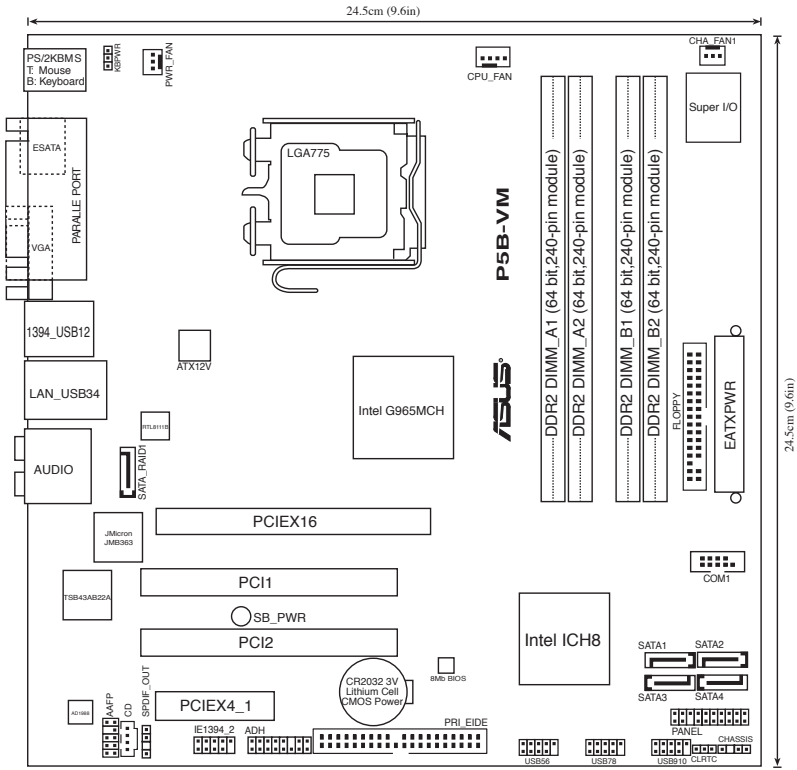 24.5cm (9.6in)
PS/2KBMS
T: Mouse
B: Keyboard
KBPWR
PWR_FAN
CPU_FAN
CHA_FAN1
Super I/O
ESATA
PARALLE PORT
VGA
LGA775
P5B-VM
DDR2 DIMM_A1 (64 bit,240-pin module)
DDR2 DIMM_A2 (64 bit,240-pin module)
DDR2 DIMM_B1 (64 bit,240-pin module)
DDR2 DIMM_B2 (64 bit,240-pin module)
24.5cm (9.6in)
1394_USB12
ATX12V
LAN_USB34
Intel G965MCH
ASUS
FLOPPY
EATXPWR
RTL8111B
AUDIO
SATA_RAID1
PCIEX16
JMicron
JMB363
PCI1
COM1
TSB43AB22A
SB_PWR
PCI2
Intel ICH8
SATA1
SATA2
8Mb BIOS
CR2032 3V
Lithium Cell
CMOS Power
SATA3
SATA4
PCIEX4_1
AD1988
AAFP
CD
SPDIF_OUT
IE1394_2
ADH
PRI_EIDE
PANEL
CHASSIS
USB56
USB78
USB910
CLRTC